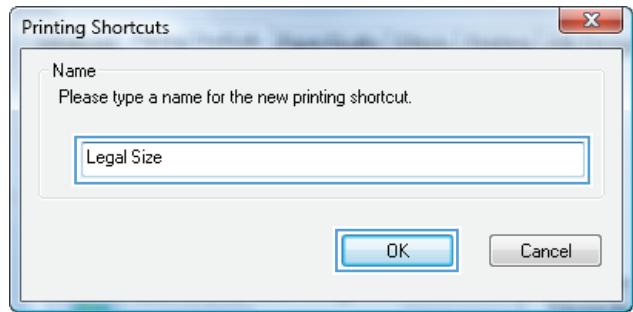 Printing Shortcuts
Name
Please type a name for the new printing shortcut.
Legal Size
OK
Cancel